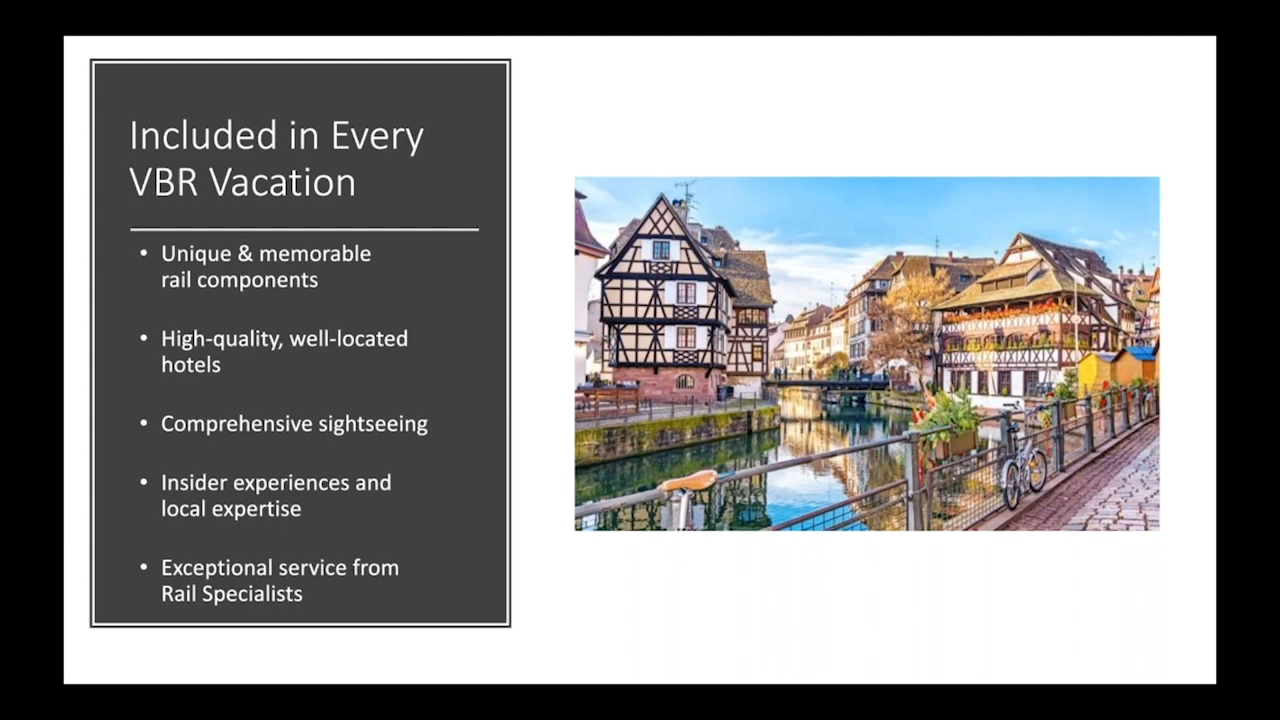 Included in Every
VBR Vacation
• Unique & memorable
rail components
• High-quality, well-located
hotels
• Comprehensive sightseeing
• Insider experiences and
local expertise
• Exceptional service from
Rail Specialists